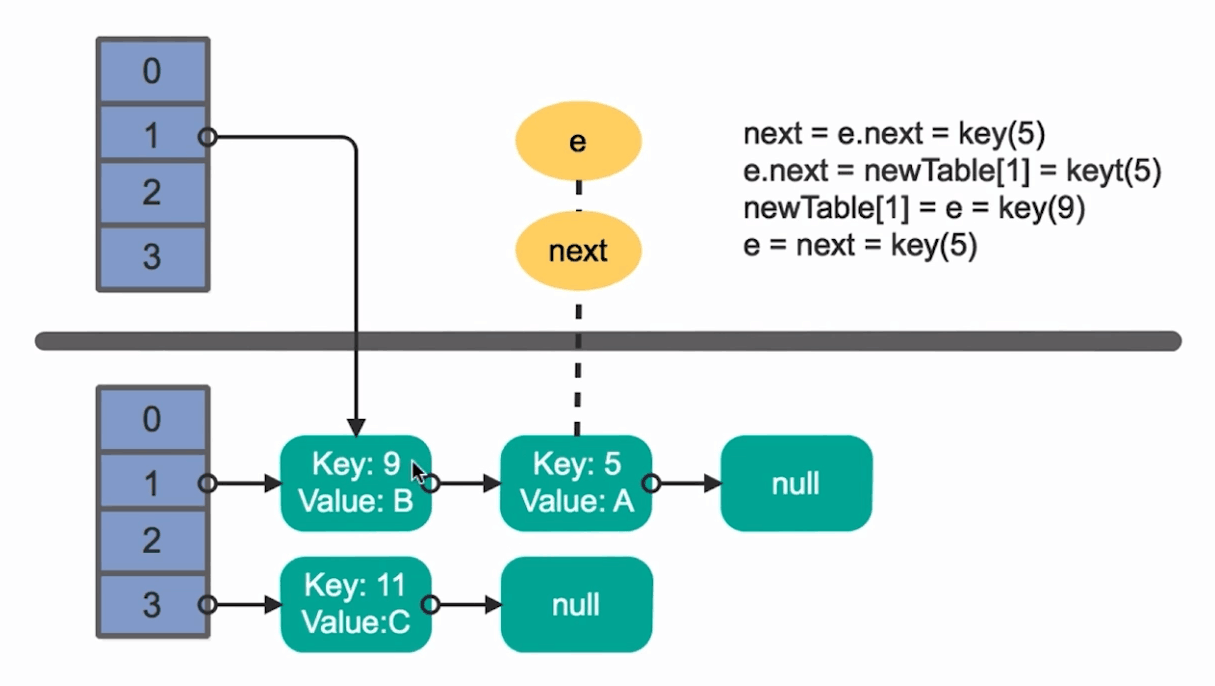 0
1
2
3
e
next
next = e.next = key(5)
e.next = newTable[1] = keyt(5)
newTable[1] = e = key(9)
e = next = key(5)
0
1
2
3
Key: 9
Value: B
Key: 5
Value: A
null
Key: 11
Value:C
null